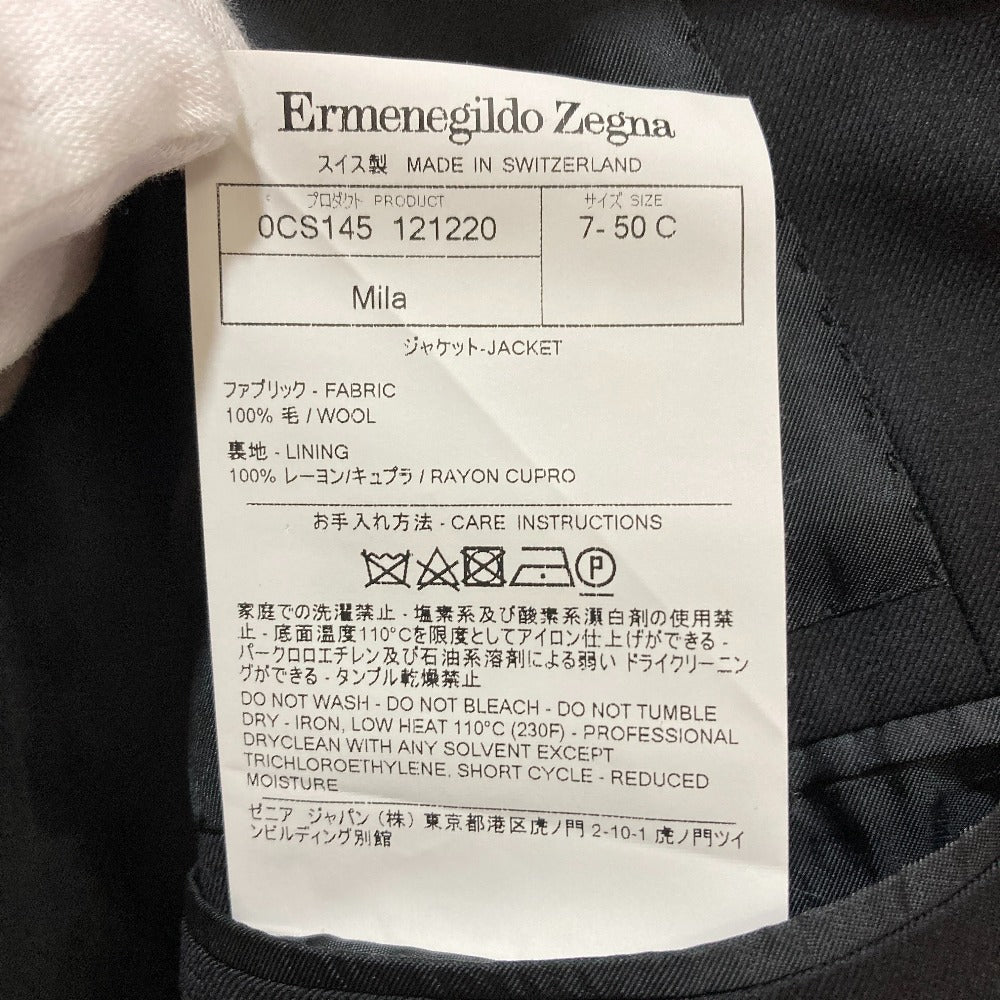 Ermenegildo Zegna
スイス製 MADE IN SWITZERLAND
プロダクト PRODUCT
サイズ SIZE
0CS145 121220
7- 50 C
Mila
ジャケット-JACKET
ファブリック - FABRIC
100% 毛 / WOOL
裏地 - LINING
100% レーヨン/キュプラ / RAYON CUPRO
お手入れ方法 - CARE INSTRUCTIONS
P
家庭での洗濯禁止 - 塩素系及び酸素系漂白剤の使用禁
止 - 底面温度110°Cを限度としてアイロン仕上げができる -
パークロロエチレン及び石油系溶剤による弱い ドライクリーニン
グができる - タンブル乾燥禁止
DO NOT WASH - DO NOT BLEACH - DO NOT TUMBLE
DRY - IRON, LOW HEAT 110°C (230F) - PROFESSIONAL
DRYCLEAN WITH ANY SOLVENT EXCEPT
TRICHLOROETHYLENE, SHORT CYCLE - REDUCED
MOISTURE
ゼニア ジャパン (株) 東京都港区虎ノ門 2-10-1 虎ノ門ツイ
ンビルディング別館